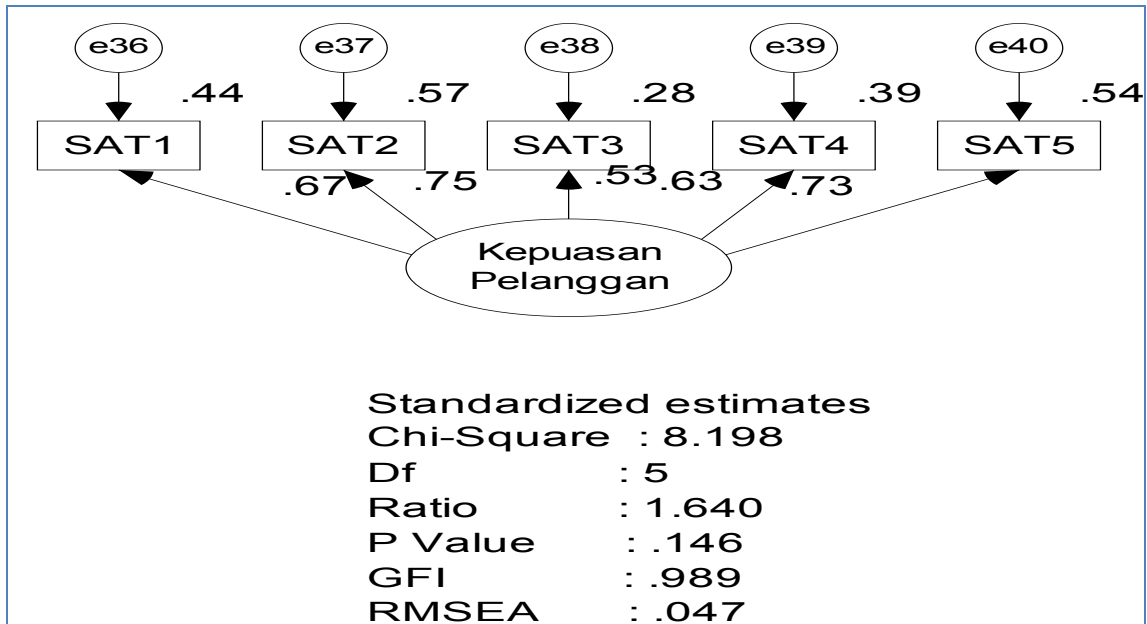 e36 e37 e38 e39 e40
.44 .57 .28 .39 .54
SAT1 SAT2 SAT3 SAT4 SAT5
.67 .75 .53 .63 .73
Kepuasan
Pelanggan
Standardized estimates
Chi-Square : 8.198
Df : 5
Ratio : 1.640
P Value : .146
GFI : .989
RMSEA : .047